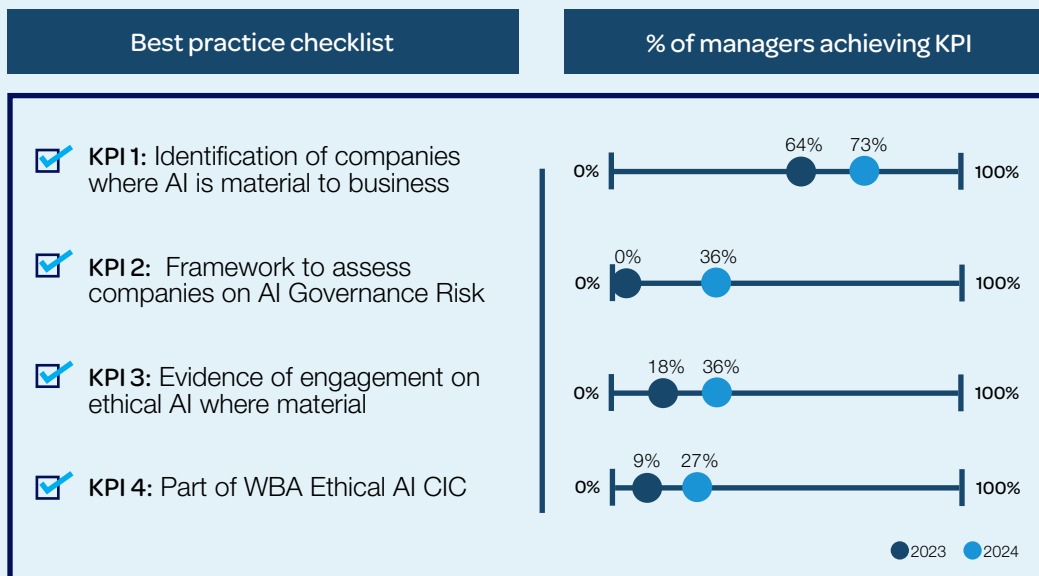 Best practice checklist
% of managers achieving KPI
KPI 1: Identification of companies
where AI is material to business
64% 73%
0% 100%
KPI 2: Framework to assess
companies on AI Governance Risk
0% 36%
0% 100%
KPI 3: Evidence of engagement on
ethical AI where material
18% 36%
0% 100%
KPI 4: Part of WBA Ethical AI CIC
9% 27%
0% 100%
2023 2024